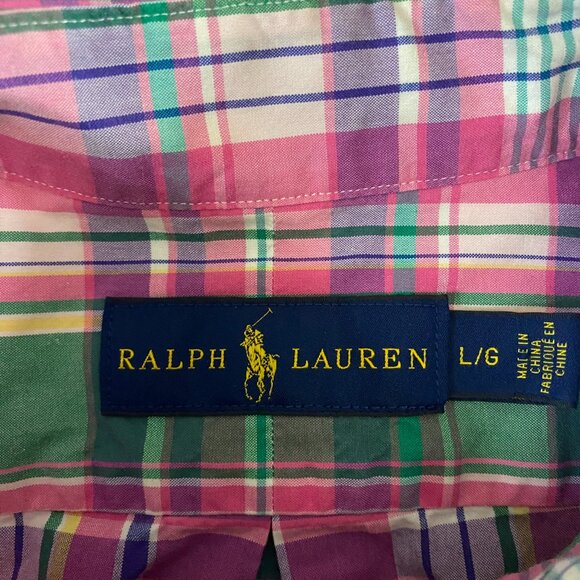 RALPH LAUREN
L/G
MADE IN
CHINA
FABRIQUÉ EN
CHINE